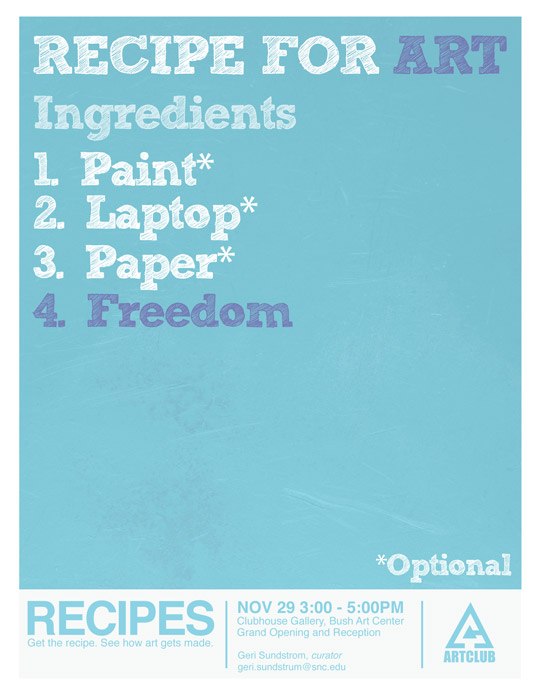 RECIPE FOR ART
Ingredients
1. Paint*
2. Laptop*
3. Paper*
4. Freedom
*Optional
RECIPES
Get the recipe. See how art gets made.
NOV 29 3:00 - 5:00PM
Clubhouse Gallery, Bush Art Center
Grand Opening and Reception
Geri Sundstrom, curator
geri.sundstrum@snc.edu
ARTCLUB